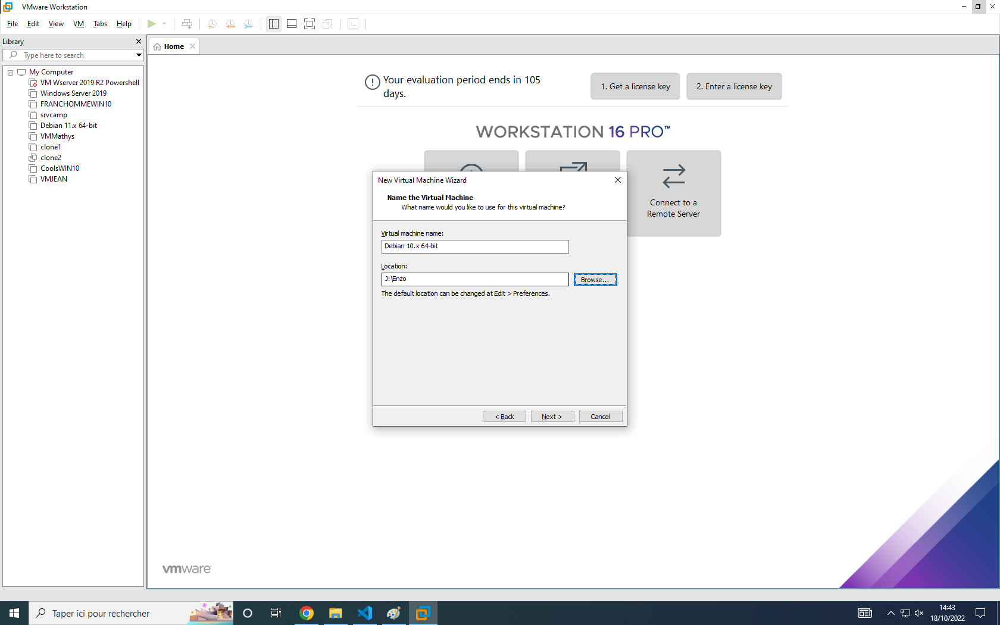 VMware Workstation
File Edit View VM Tabs Help
Library
Type here to search
Home
My Computer
VM Wserver 2019 R2 Powershell
Windows Server 2019
FRANCHOMMEWIN10
srvcamp
Debian 11.x 64-bit
VMMathys
clone1
clone2
CoolsWIN10
VMJEAN
Your evaluation period ends in 105
days.
1. Get a license key
2. Enter a license key
WORKSTATION 16 PRO™
Connect to a
Remote Server
New Virtual Machine Wizard
Name the Virtual Machine
What name would you like to use for this virtual machine?
Virtual machine name:
Debian 10.x 64-bit
Location:
J:\Enzo
Browse...
The default location can be changed at Edit > Preferences.
< Back
Next >
Cancel
vmware
Taper ici pour rechercher
14:43
18/10/2022